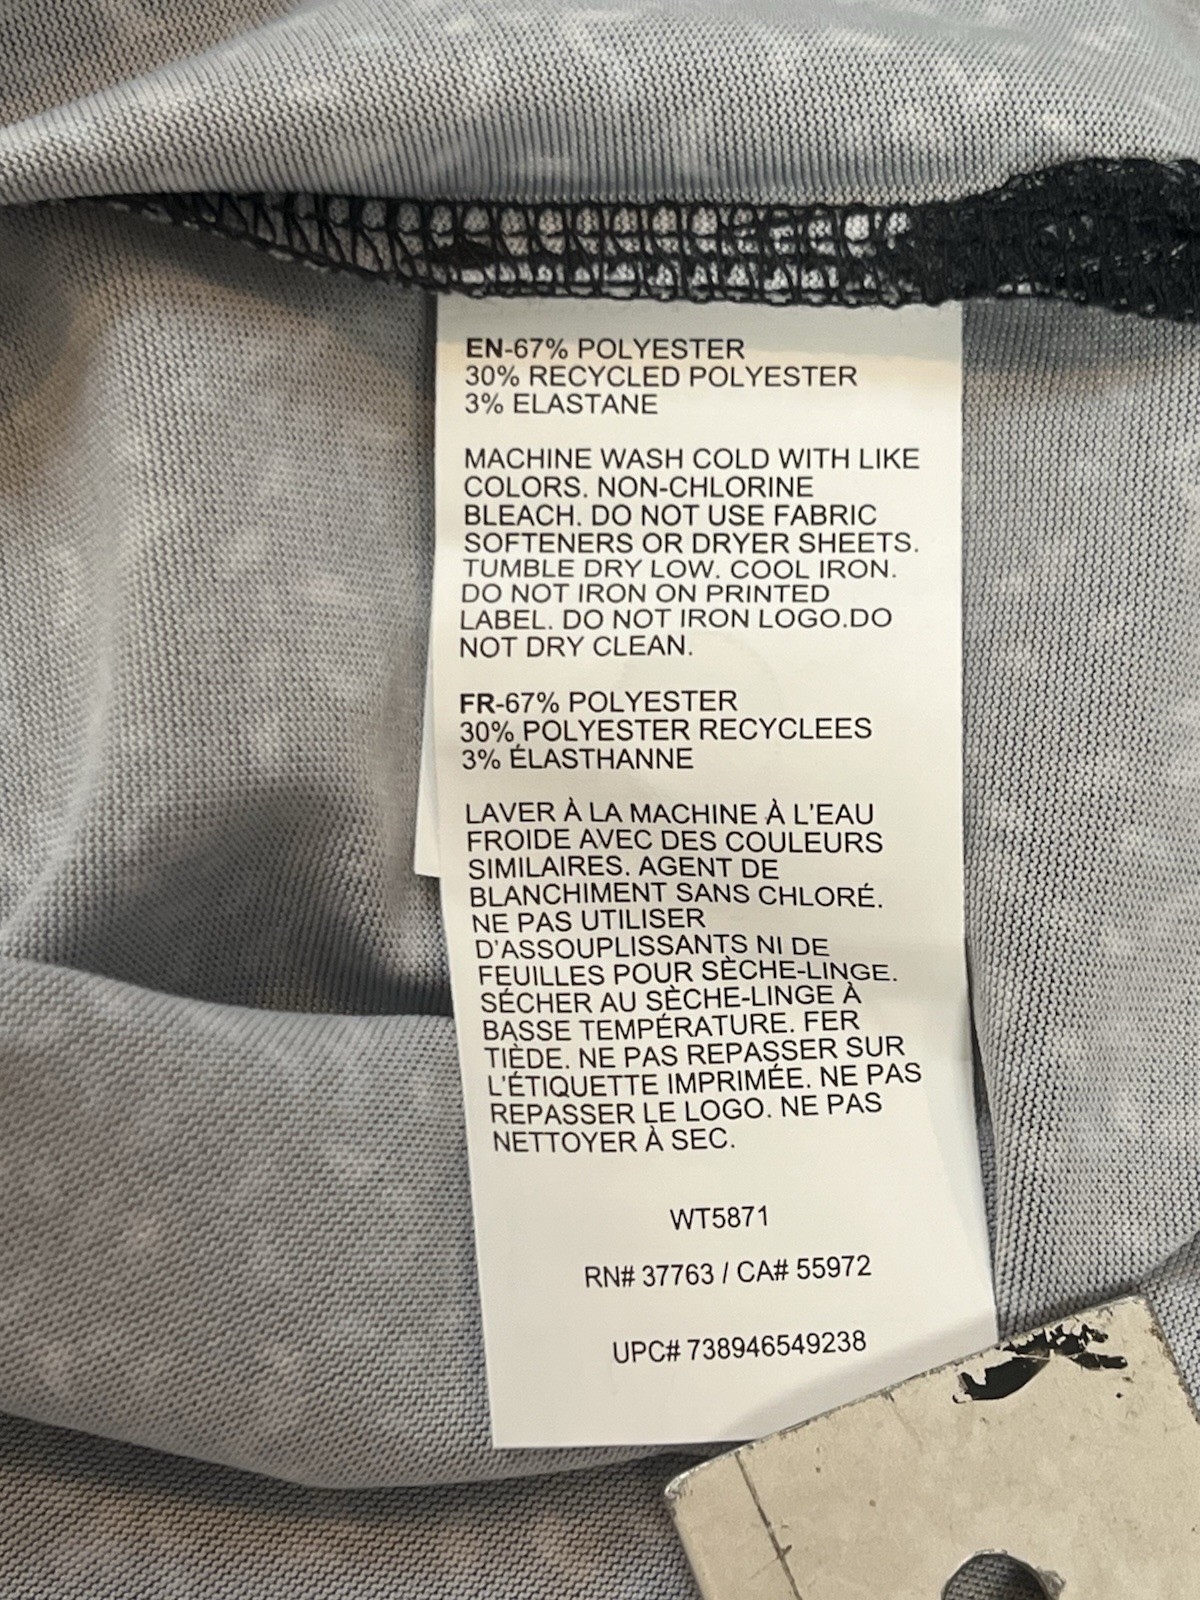 EN-67% POLYESTER
30% RECYCLED POLYESTER
3% ELASTANE
MACHINE WASH COLD WITH LIKE
COLORS. NON-CHLORINE
BLEACH. DO NOT USE FABRIC
SOFTENERS OR DRYER SHEETS.
TUMBLE DRY LOW. COOL IRON.
DO NOT IRON ON PRINTED
LABEL. DO NOT IRON LOGO.DO
NOT DRY CLEAN.
FR-67% POLYESTER
30% POLYESTER RECYCLEES
3% ÉLASTHANNE
LAVER À LA MACHINE À L'EAU
FROIDE AVEC DES COULEURS
SIMILAIRES. AGENT DE
BLANCHIMENT SANS CHLORÉ.
NE PAS UTILISER
D'ASSOUPLISSANTS NI DE
FEUILLES POUR SÈCHE-LINGE.
SÉCHER AU SÈCHE-LINGE À
BASSE TEMPÉRATURE. FER
TIÈDE. NE PAS REPASSER SUR
L'ÉTIQUETTE IMPRIMÉE. NE PAS
REPASSER LE LOGO. NE PAS
NETTOYER À SEC.
WT5871
RN# 37763 / CA# 55972
UPC# 738946549238